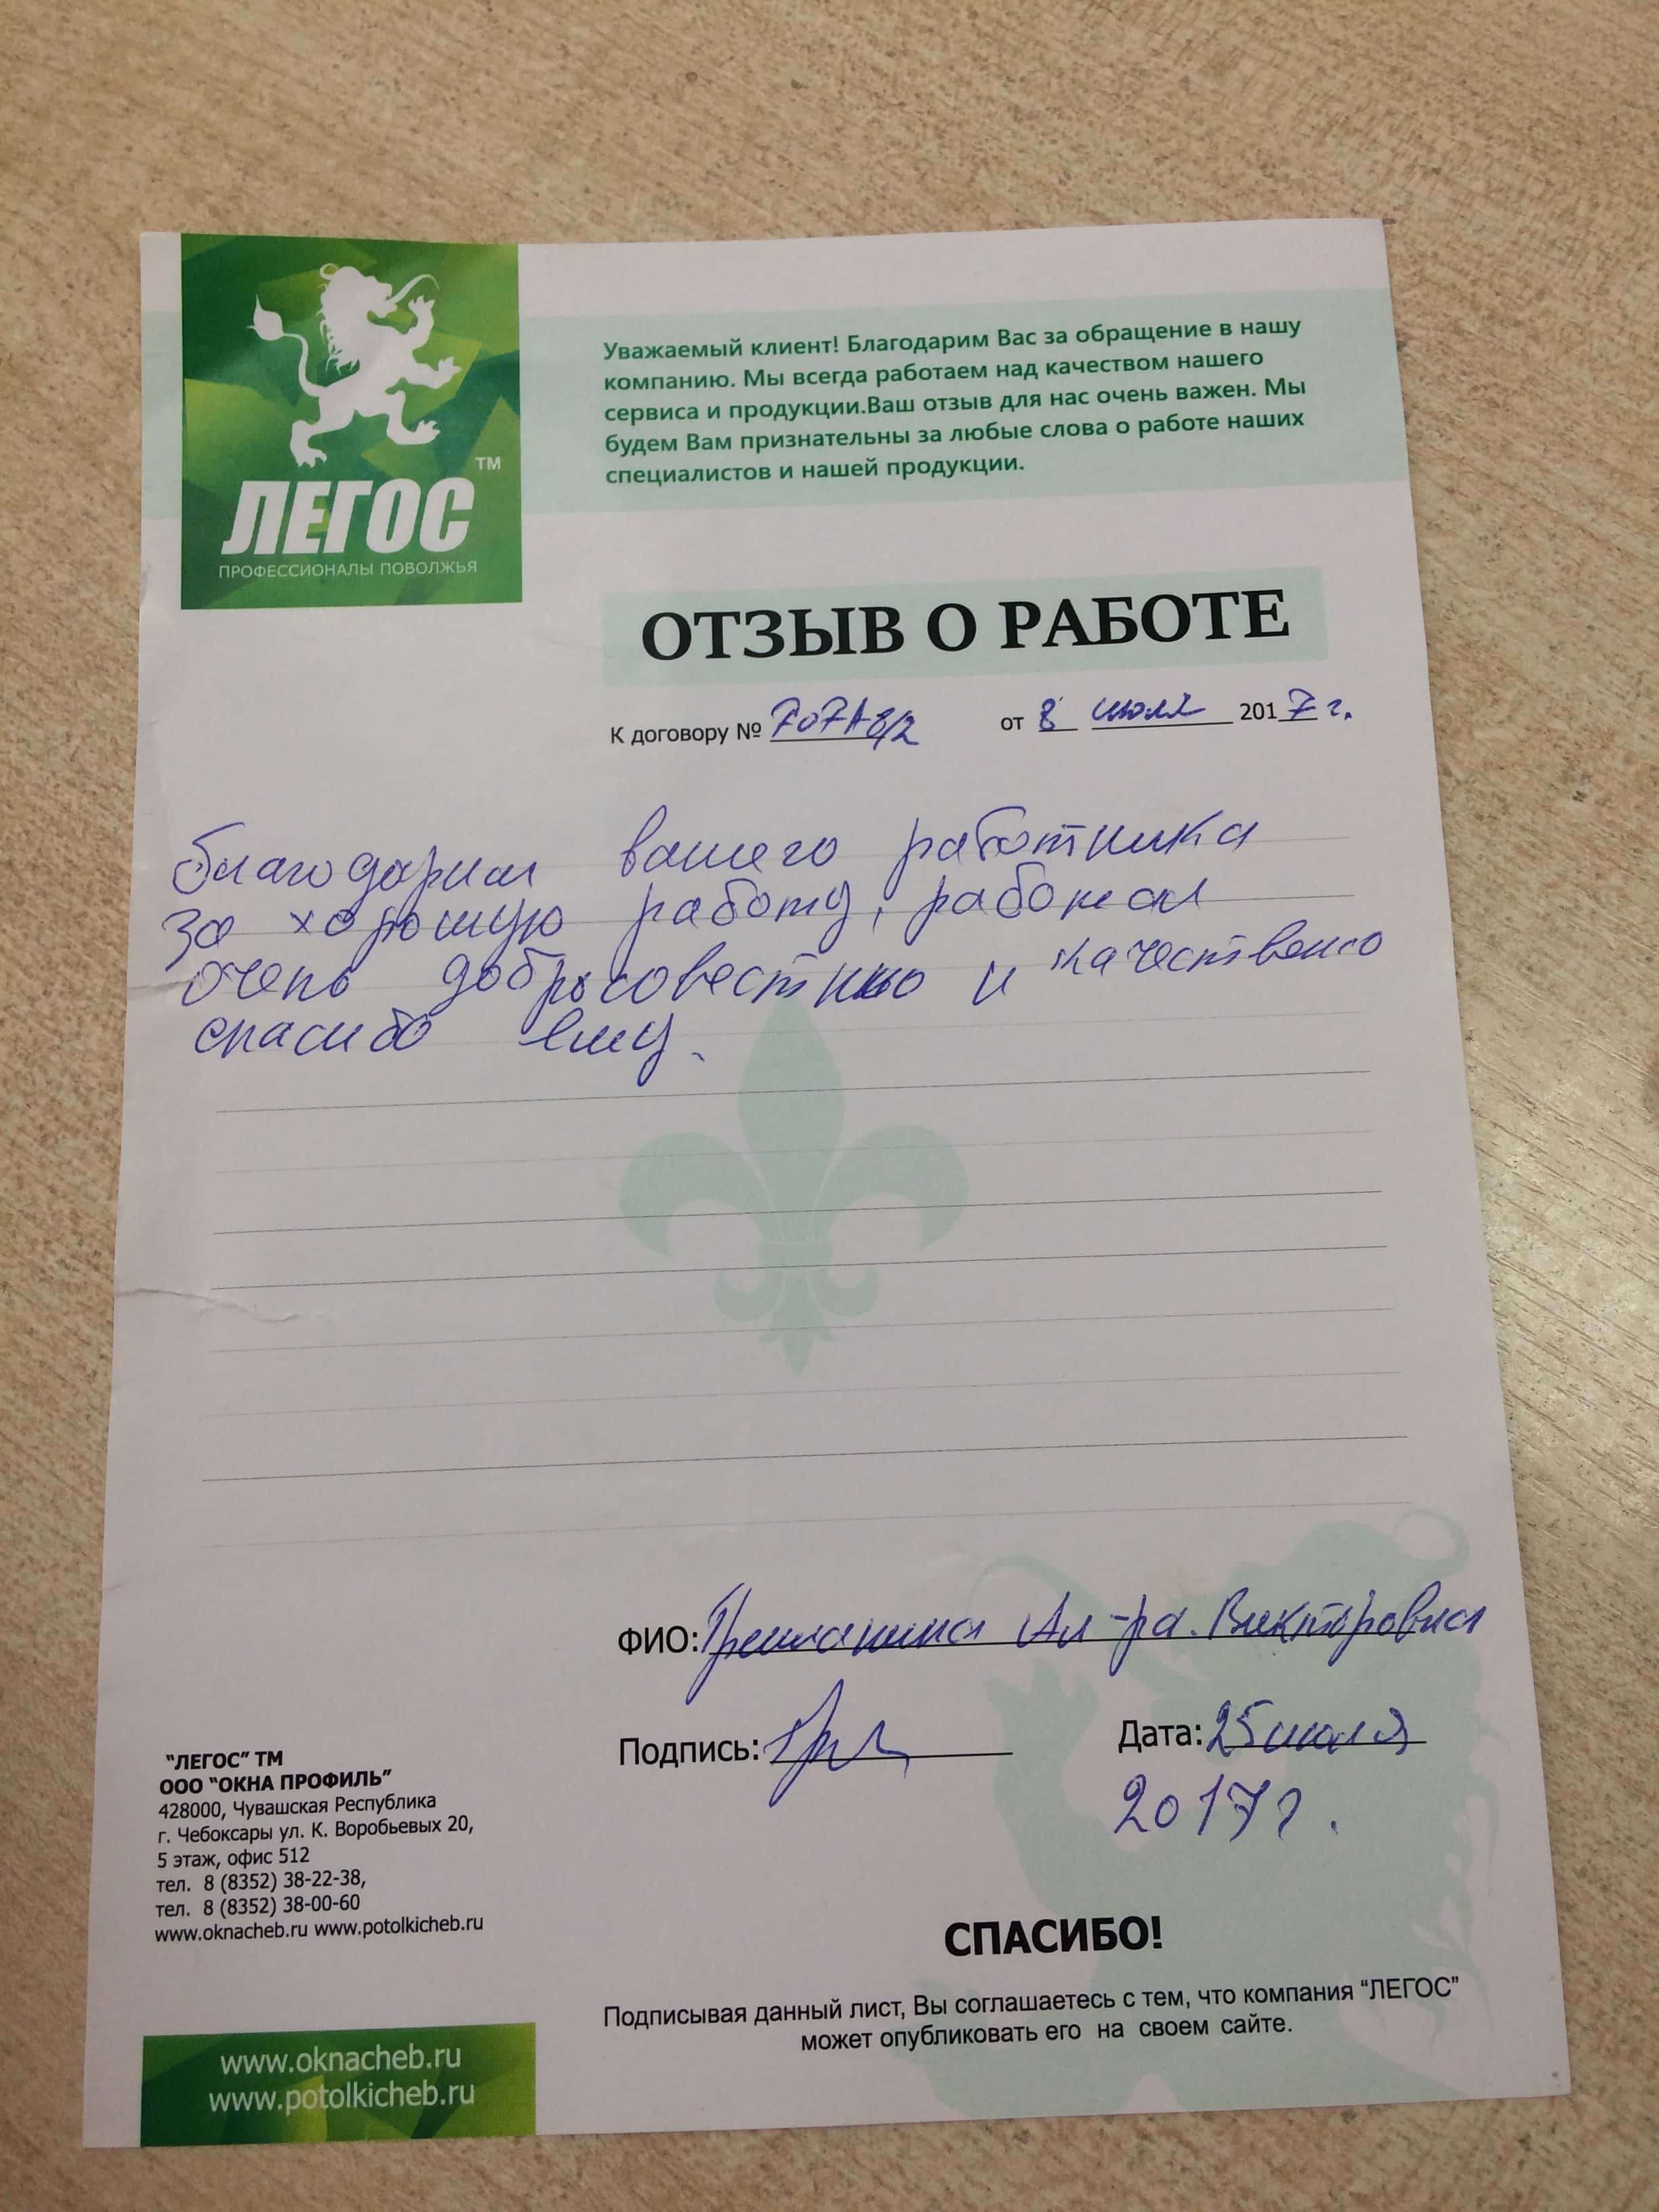 ТМ
ЛЕГОС
ПРОФЕССИОНАЛЫ ПОВОЛЖЬЯ
Уважаемый клиент! Благодарим Вас за обращение в нашу
компанию. Мы всегда работаем над качеством нашего
сервиса и продукции.Ваш отзыв для нас очень важен. Мы
будем Вам признательны за любые слова о работе наших
специалистов и нашей продукции.
ОТЗЫВ О РАБОТЕ
К договору № от 8 июля 2017 г.
благодарим вашего работника
за хорошую работу, работал
очень добросовестно и качественно
спасибо ему.
ФИО: Ал-ра Викторовна
Подпись: Дата: 25 июля
2017 г.
"ЛЕГОС" ТМ
ООО "ОКНА ПРОФИЛЬ"
428000, Чувашская Республика
г. Чебоксары ул. К. Воробьевых 20,
5 этаж, офис 512
тел. 8 (8352) 38-22-38,
тел. 8 (8352) 38-00-60
www.oknacheb.ru www.potolkicheb.ru
СПАСИБО!
Подписывая данный лист, Вы соглашаетесь с тем, что компания "ЛЕГОС"
может опубликовать его на своем сайте.
www.oknacheb.ru
www.potolkicheb.ru